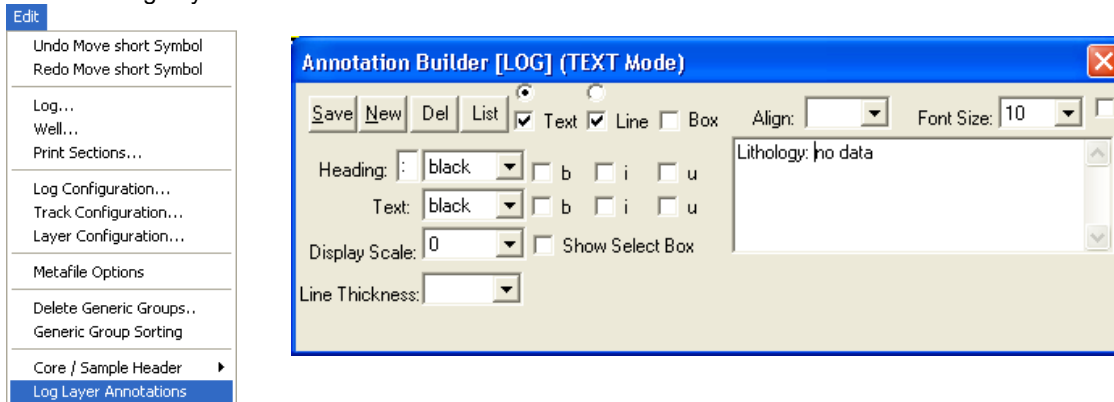 Edit
Undo Move short Symbol
Redo Move short Symbol
Log...
Well...
Print Sections...
Log Configuration...
Track Configuration...
Layer Configuration...
Metafile Options
Delete Generic Groups..
Generic Group Sorting
Core / Sample Header
Log Layer Annotations
Annotation Builder [LOG] (TEXT Mode)
Save New Del List Text Line Box Align: Font Size: 10
Heading: : black b i u
Lithology: no data
Text: black b i u
Display Scale: 0 Show Select Box
Line Thickness: